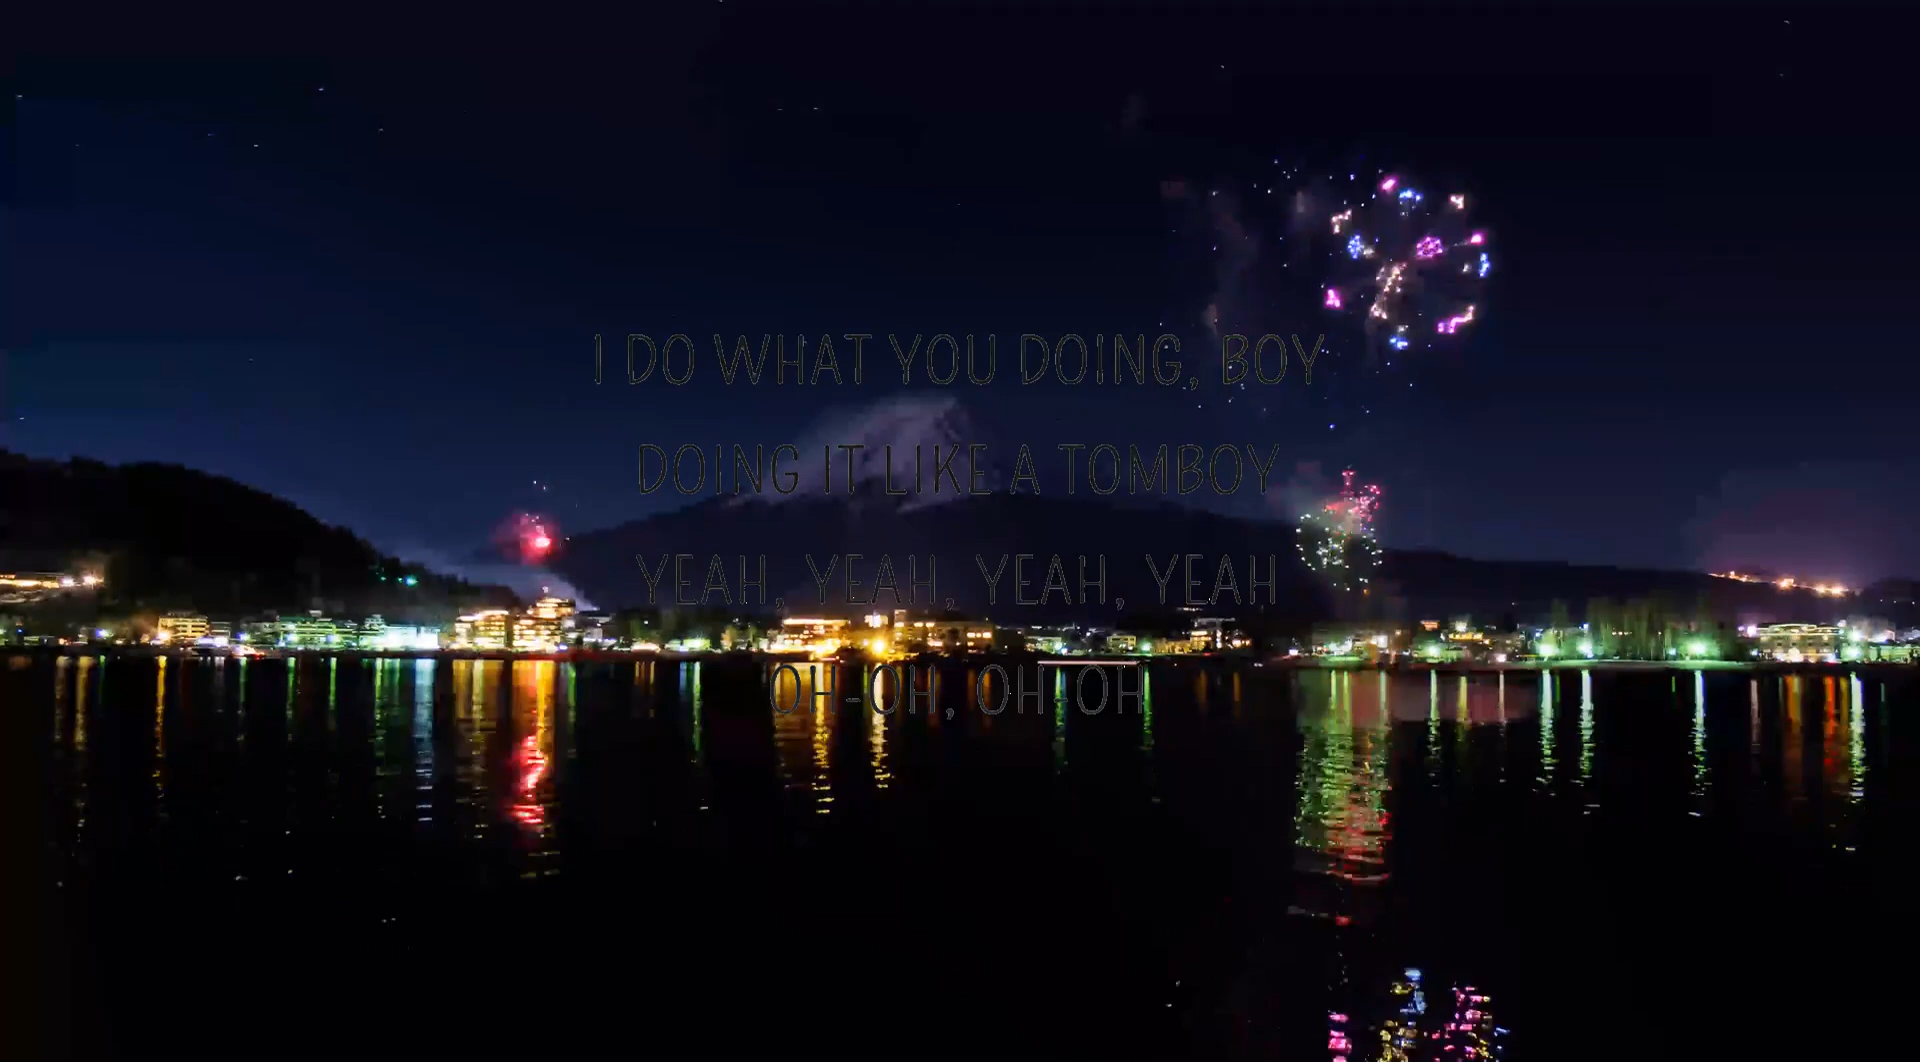 I DO WHAT YOU DOING, BOY
DOING IT LIKE A TOMBOY
YEAH, YEAH, YEAH, YEAH
OH-OH, OH-OH